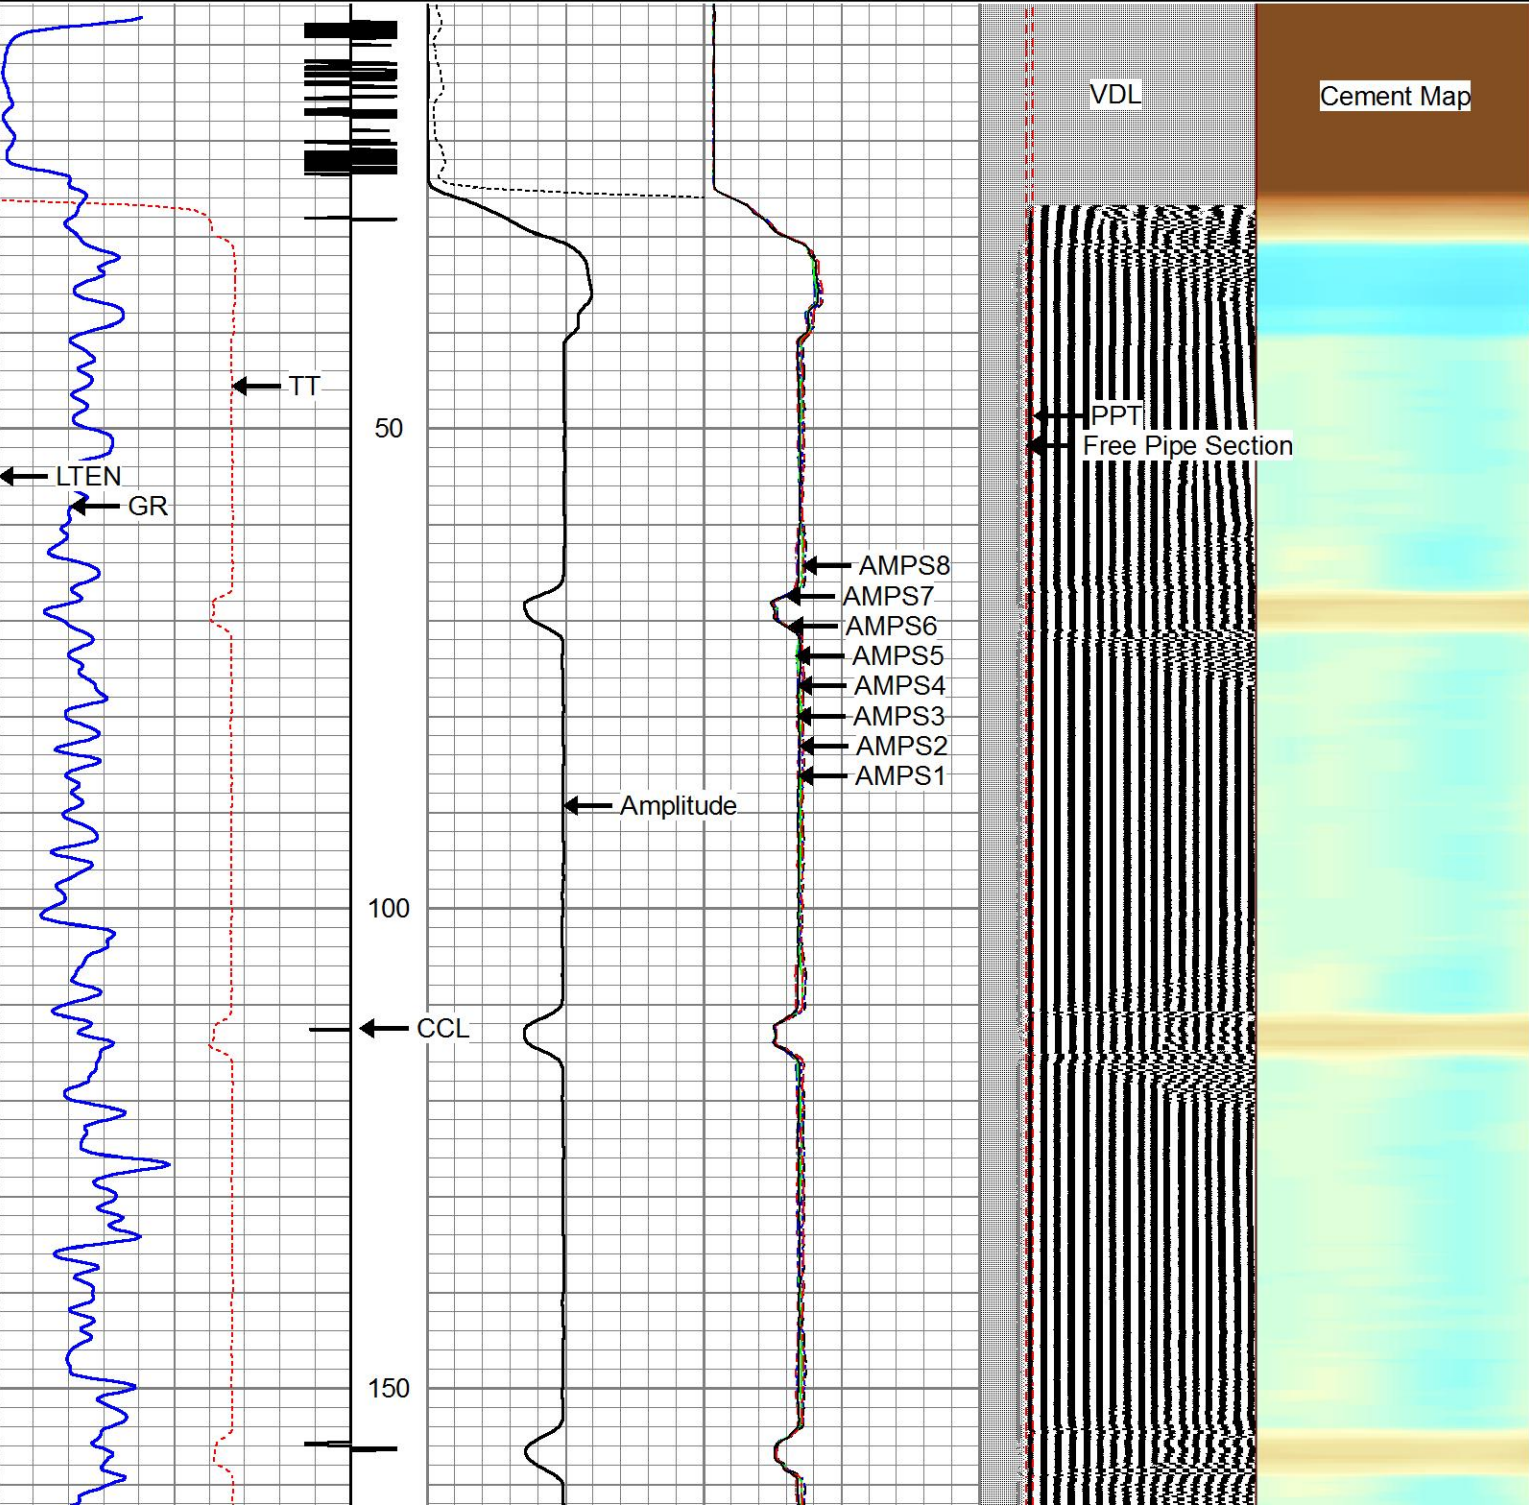 VDL
Cement Map
TT
PPT
50
Free Pipe Section
LTEN
GR
AMPS8
AMPS7
AMPS6
AMPS5
AMPS4
AMPS3
AMPS2
AMPS1
Amplitude
100
CCL
150